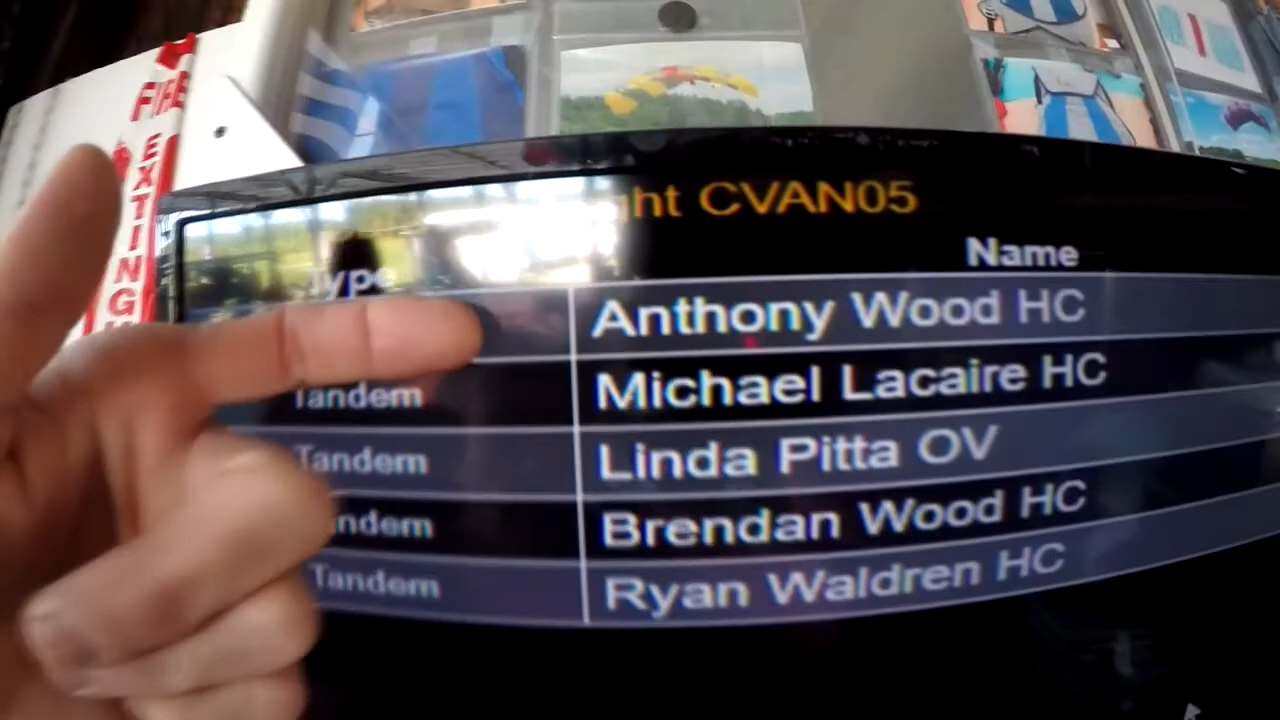 FIRE
EXTING
ht CVAN05
Type Name
Anthony Wood HC
Tandem Michael Lacaire HC
Tandem Linda Pitta OV
ndem Brendan Wood HC
Tandem Ryan Waldren HC